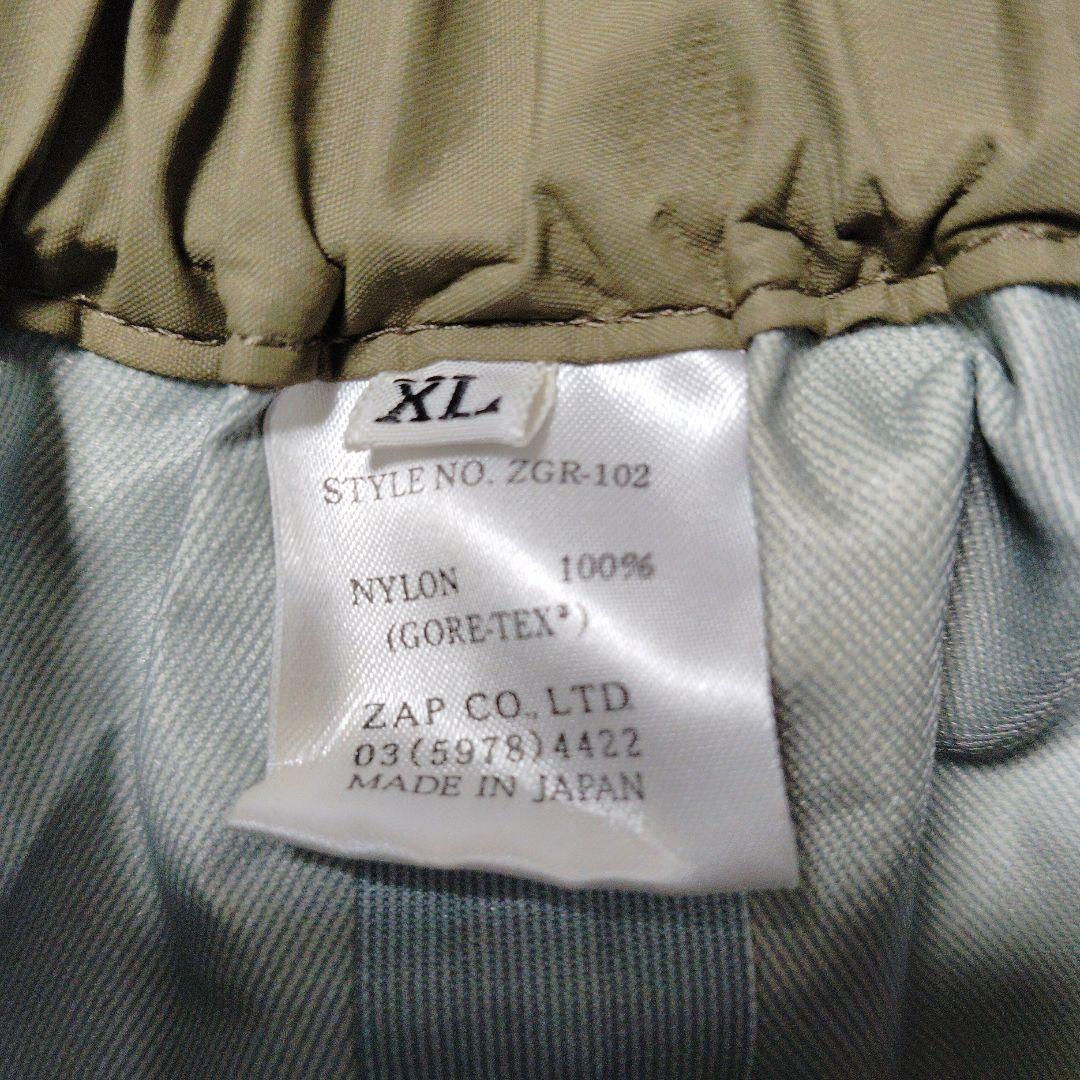 XL
STYLE NO. ZGR-102
NYLON 100%
(GORE-TEX®)
ZAP CO., LTD
03(5978)4422
MADE IN JAPAN